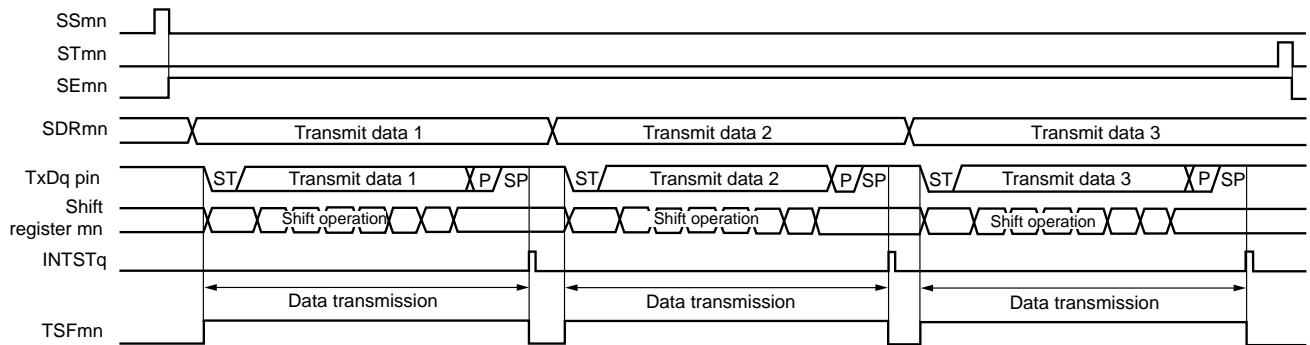 SSmn
STmn
SEmn
SDRmn
Transmit data 1
Transmit data 2
Transmit data 3
TxDq pin
ST
Transmit data 1
P
SP
ST
Transmit data 2
P
SP
ST
Transmit data 3
P
SP
Shift
register mn
Shift operation
Shift operation
Shift operation
INTSTq
Data transmission
Data transmission
Data transmission
TSFmn